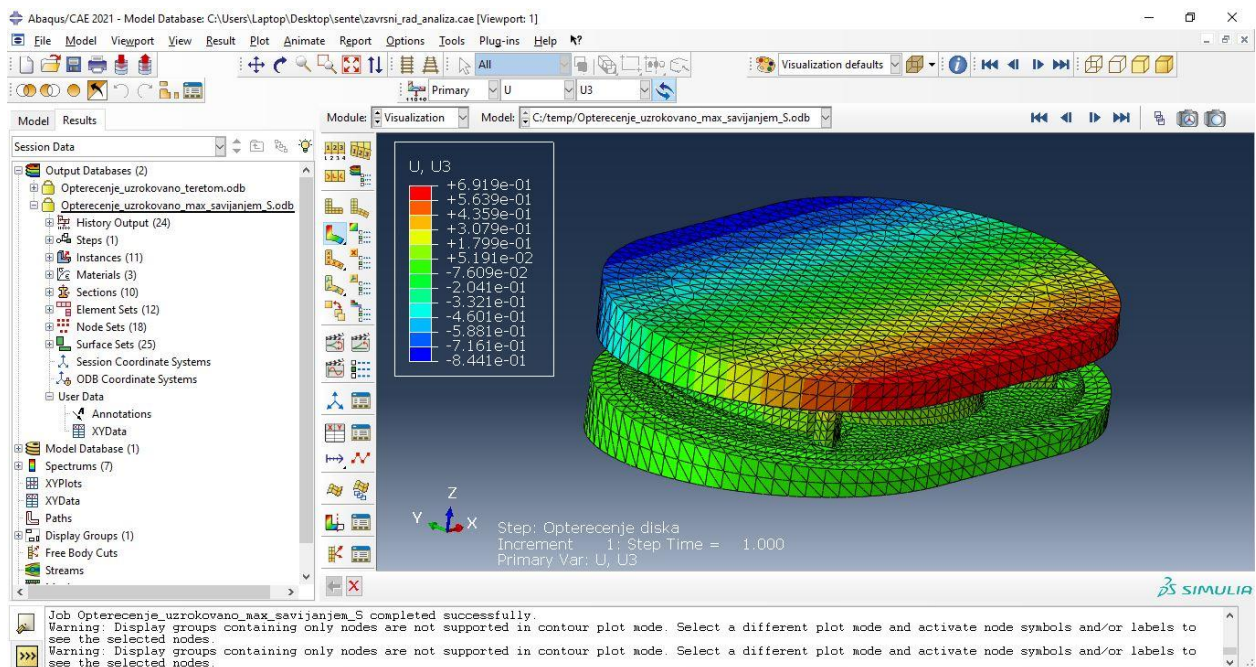 Abaqus/CAE 2021 - Model Database: C:\Users\Laptop\Desktop\sente\zavrsni_rad_analiza.cae [Viewport: 1]
File Model Viewport View Result Plot Animate Report Options Tools Plug-ins Help
All
Visualization defaults
Primary U U3
Model Results
Module: Visualization Model: C:/temp/Opterecenje_uzrokovano_max_savijanjem_S.odb
Session Data
Output Databases (2)
Opterecenje_uzrokovano_teretom.odb
Opterecenje_uzrokovano_max_savijanjem_S.odb
History Output (24)
Steps (1)
Instances (11)
Materials (3)
Sections (10)
Element Sets (12)
Node Sets (18)
Surface Sets (25)
Session Coordinate Systems
ODB Coordinate Systems
User Data
Annotations
XYData
Model Database (1)
Spectrums (7)
XYPlots
XYData
Paths
Display Groups (1)
Free Body Cuts
Streams
U, U3
+6.919e-01
+5.639e-01
+4.359e-01
+3.079e-01
+1.799e-01
+5.191e-02
-7.609e-02
-2.041e-01
-3.321e-01
-4.601e-01
-5.881e-01
-7.161e-01
-8.441e-01
Z
Y X
Step: Opterecenje diska
Increment 1: Step Time = 1.000
Primary Var: U, U3
SIMULIA
Job Opterecenje_uzrokovano_max_savijanjem_S completed successfully.
Warning: Display groups containing only nodes are not supported in contour plot mode. Select a different plot mode and activate node symbols and/or labels to
see the selected nodes.
Warning: Display groups containing only nodes are not supported in contour plot mode. Select a different plot mode and activate node symbols and/or labels to
see the selected nodes.